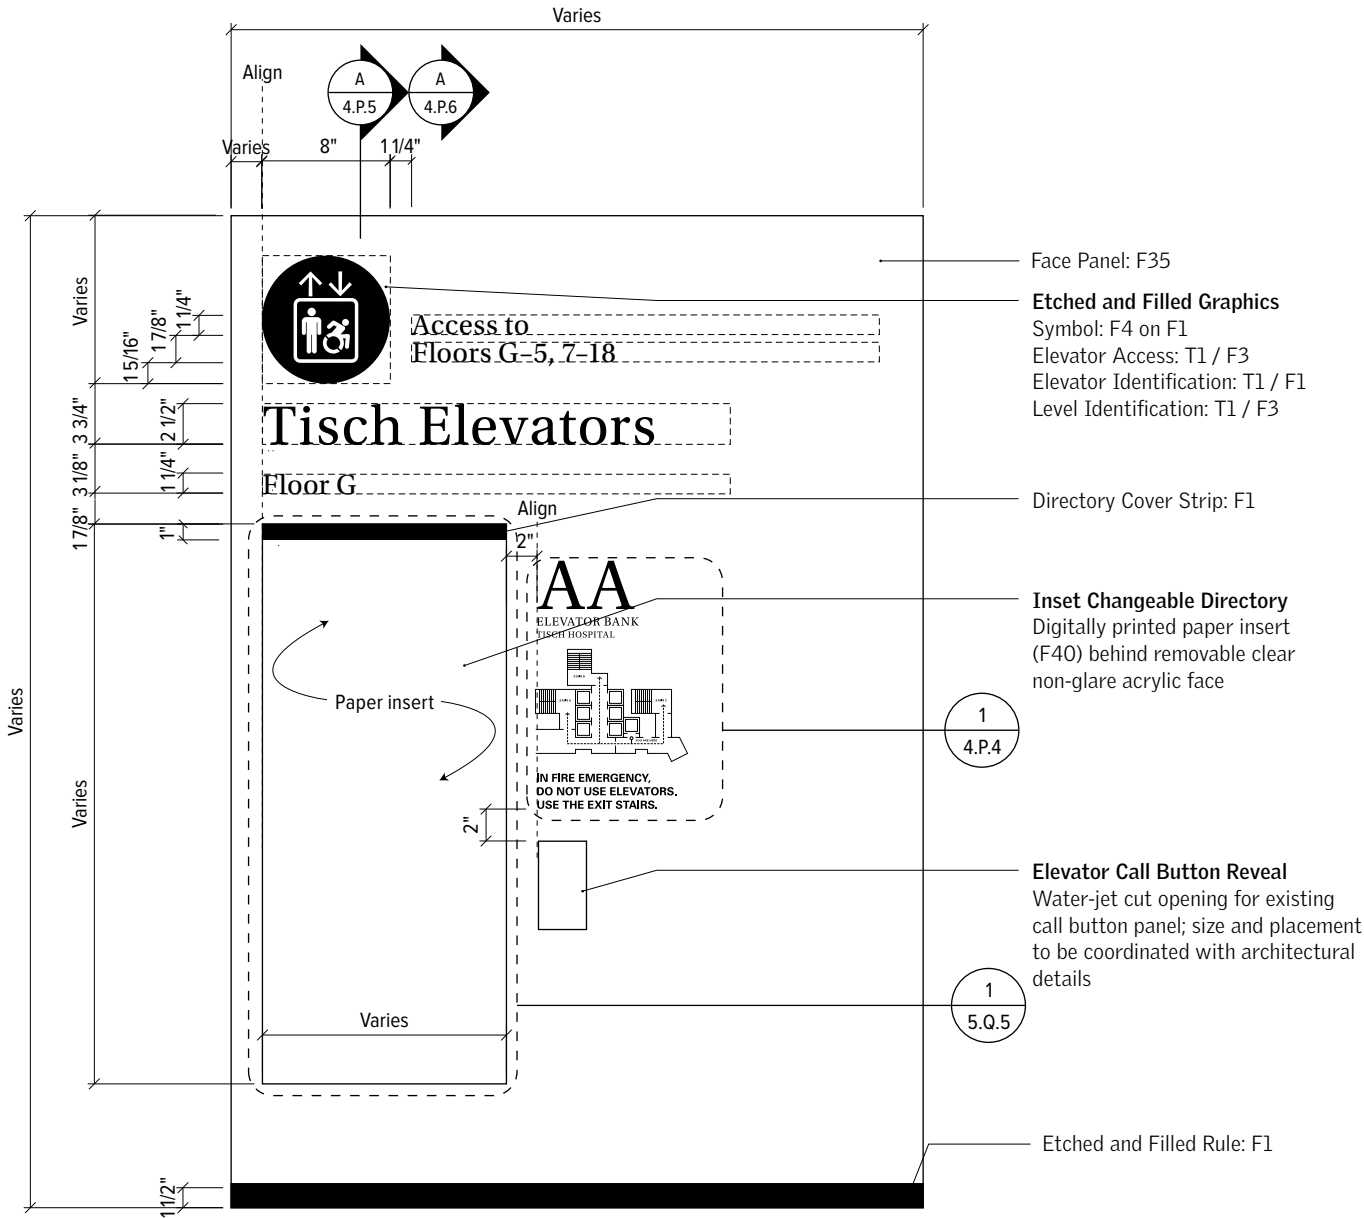 Varies
Align
A
4.P.5
A
4.P.6
Varies
8"
1 1/4"
Varies
1 1/4"
1 7/8"
1 5/16"
Access to
Floors G–5, 7–18
Face Panel: F35
Etched and Filled Graphics
Symbol: F4 on F1
Elevator Access: T1 / F3
Elevator Identification: T1 / F1
Level Identification: T1 / F3
3 3/4"
2 1/2"
Tisch Elevators
3 1/8"
1 1/4"
Floor G
1 7/8"
1"
Align
2"
Directory Cover Strip: F1
AA
ELEVATOR BANK
TISCH HOSPITAL
Inset Changeable Directory
Digitally printed paper insert
(F40) behind removable clear
non-glare acrylic face
Varies
Paper insert
YOU ARE HERE
1
4.P.4
IN FIRE EMERGENCY,
DO NOT USE ELEVATORS.
USE THE EXIT STAIRS.
Varies
2"
Elevator Call Button Reveal
Water-jet cut opening for existing
call button panel; size and placement
to be coordinated with architectural
details
1
5.Q.5
Varies
Etched and Filled Rule: F1
1 1/2"